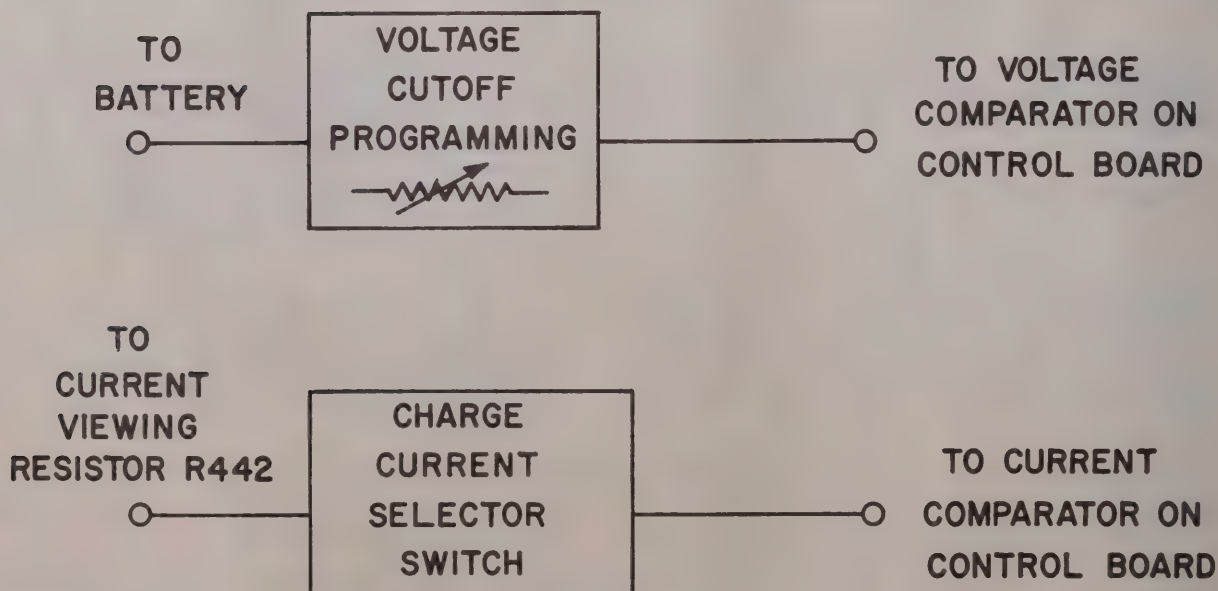 TO
BATTERY
VOLTAGE
CUTOFF
PROGRAMMING
TO VOLTAGE
COMPARATOR ON
CONTROL BOARD
TO
CURRENT
VIEWING
RESISTOR R442
CHARGE
CURRENT
SELECTOR
SWITCH
TO CURRENT
COMPARATOR ON
CONTROL BOARD